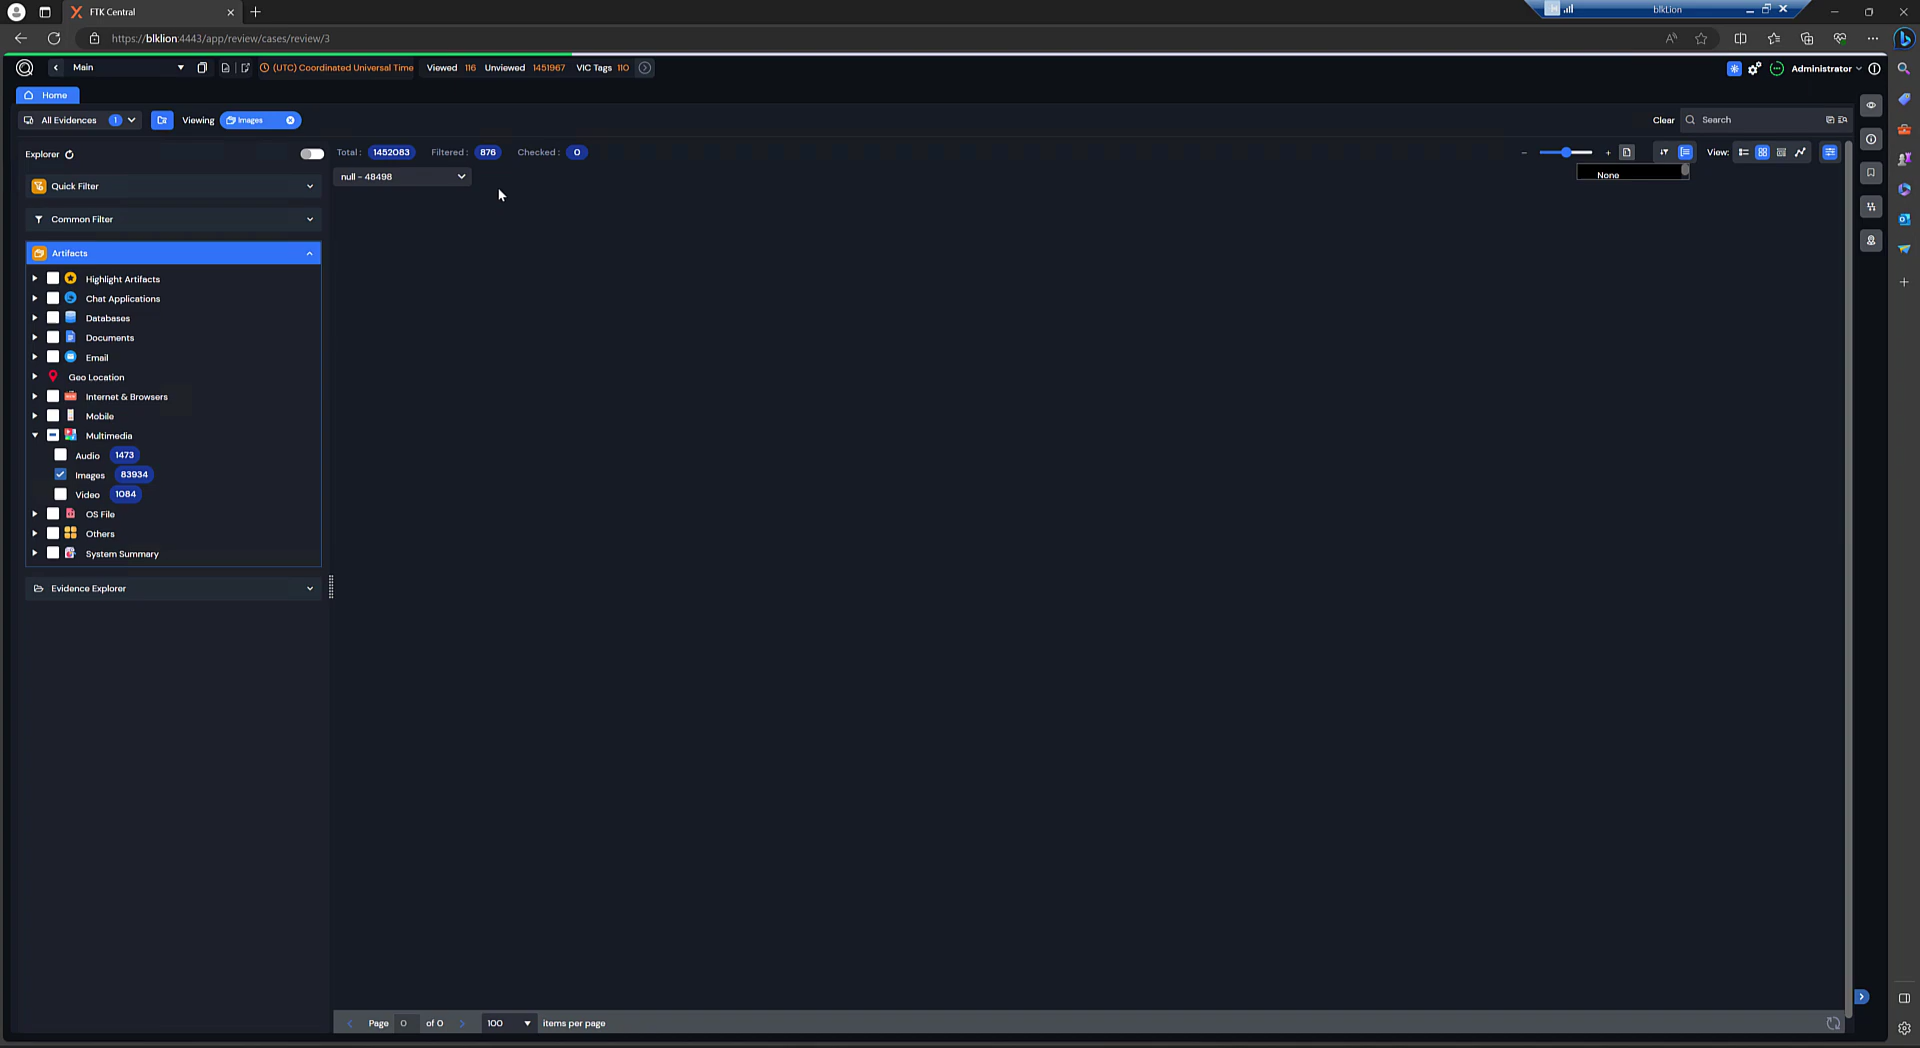 FTK Central
blkLion
https://blklion:4443/app/review/cases/review/3
Main
(UTC) Coordinated Universal Time
Viewed 116 Unviewed 1451967 VIC Tags 110
Administrator
Home
All Evidences 1
Viewing
Images
Clear
Search
Explorer
Total : 1452083 Filtered : 876 Checked : 0
View:
null - 48498
None
Quick Filter
Common Filter
Artifacts
Highlight Artifacts
Chat Applications
Databases
Documents
Email
Geo Location
Internet & Browsers
Mobile
Multimedia
Audio 1473
Images 83934
Video 1084
OS File
Others
System Summary
Evidence Explorer
Page 0 of 0 100 items per page